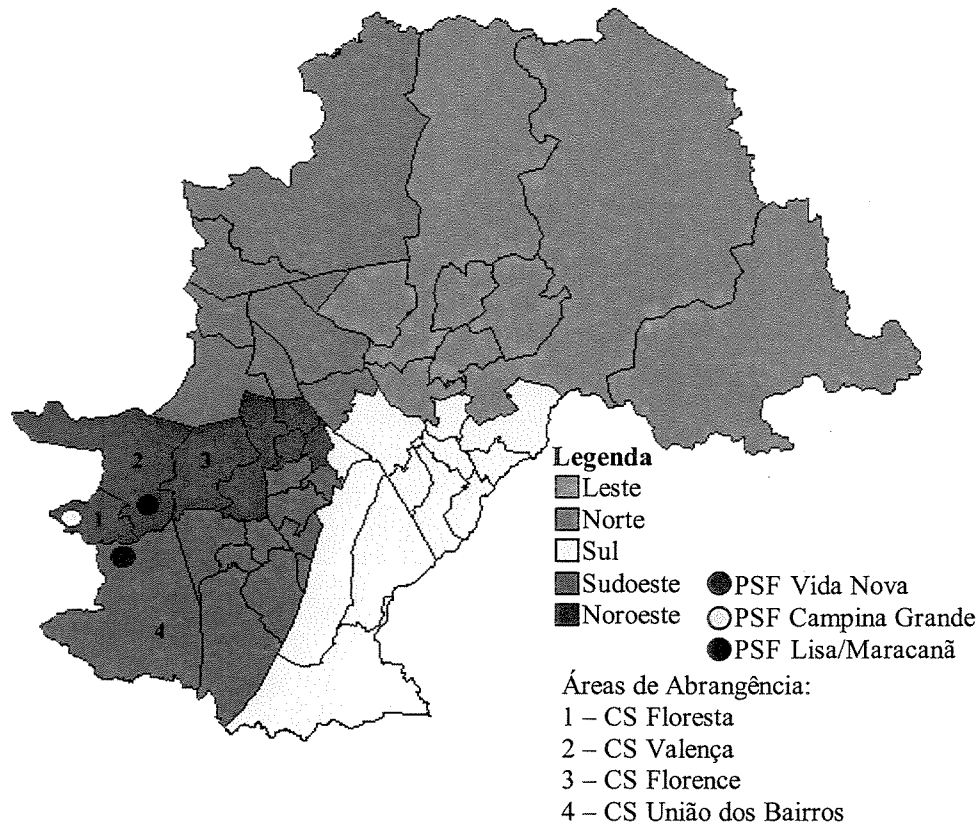 2
3
1
4
Legenda
Leste
Norte
Sul
Sudoeste
Noroeste
PSF Vida Nova
PSF Campina Grande
PSF Lisa/Maracanã
Áreas de Abrangência:
1 – CS Floresta
2 – CS Valença
3 – CS Florence
4 – CS União dos Bairros